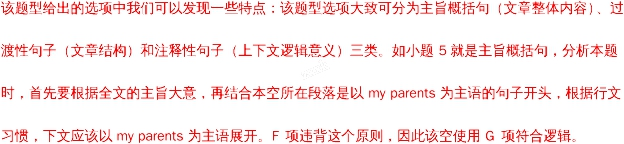 该题型给出的选项中我们可以发现一些特点：该题型选项大致可分为主旨概括句（文章整体内容）、过
渡性句子（文章结构）和注释性句子（上下文逻辑意义）三类。如小题 5 就是主旨概括句，分析本题
时，首先要根据全文的主旨大意，再结合本空所在段落是以 my parents 为主语的句子开头，根据行文
习惯，下文应该以 my parents 为主语展开。F 项违背这个原则，因此该空使用 G 项符合逻辑。